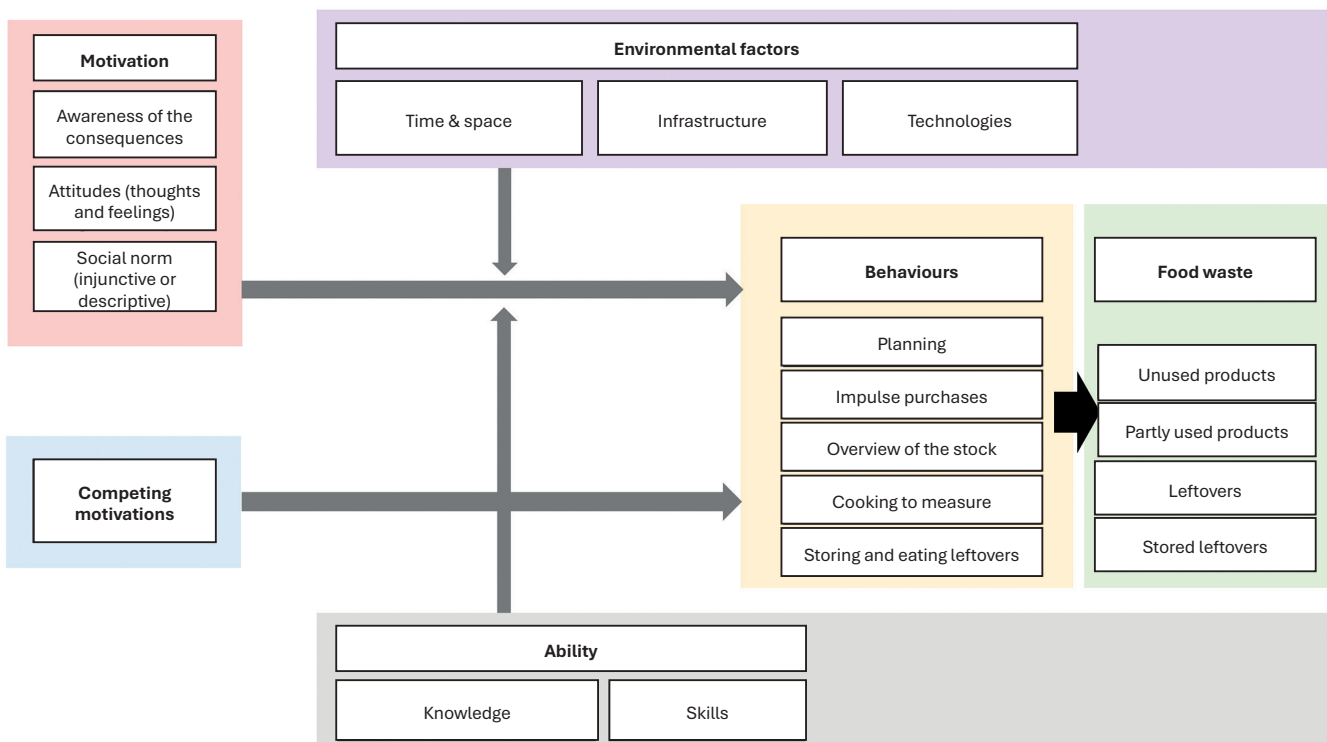 Motivation
Awareness of the
consequences
Attitudes (thoughts
and feelings)
Social norm
(injunctive or
descriptive)
Environmental factors
Time & space
Infrastructure
Technologies
Competing
motivations
Behaviours
Planning
Impulse purchases
Overview of the stock
Cooking to measure
Storing and eating leftovers
Food waste
Unused products
Partly used products
Leftovers
Stored leftovers
Ability
Knowledge
Skills